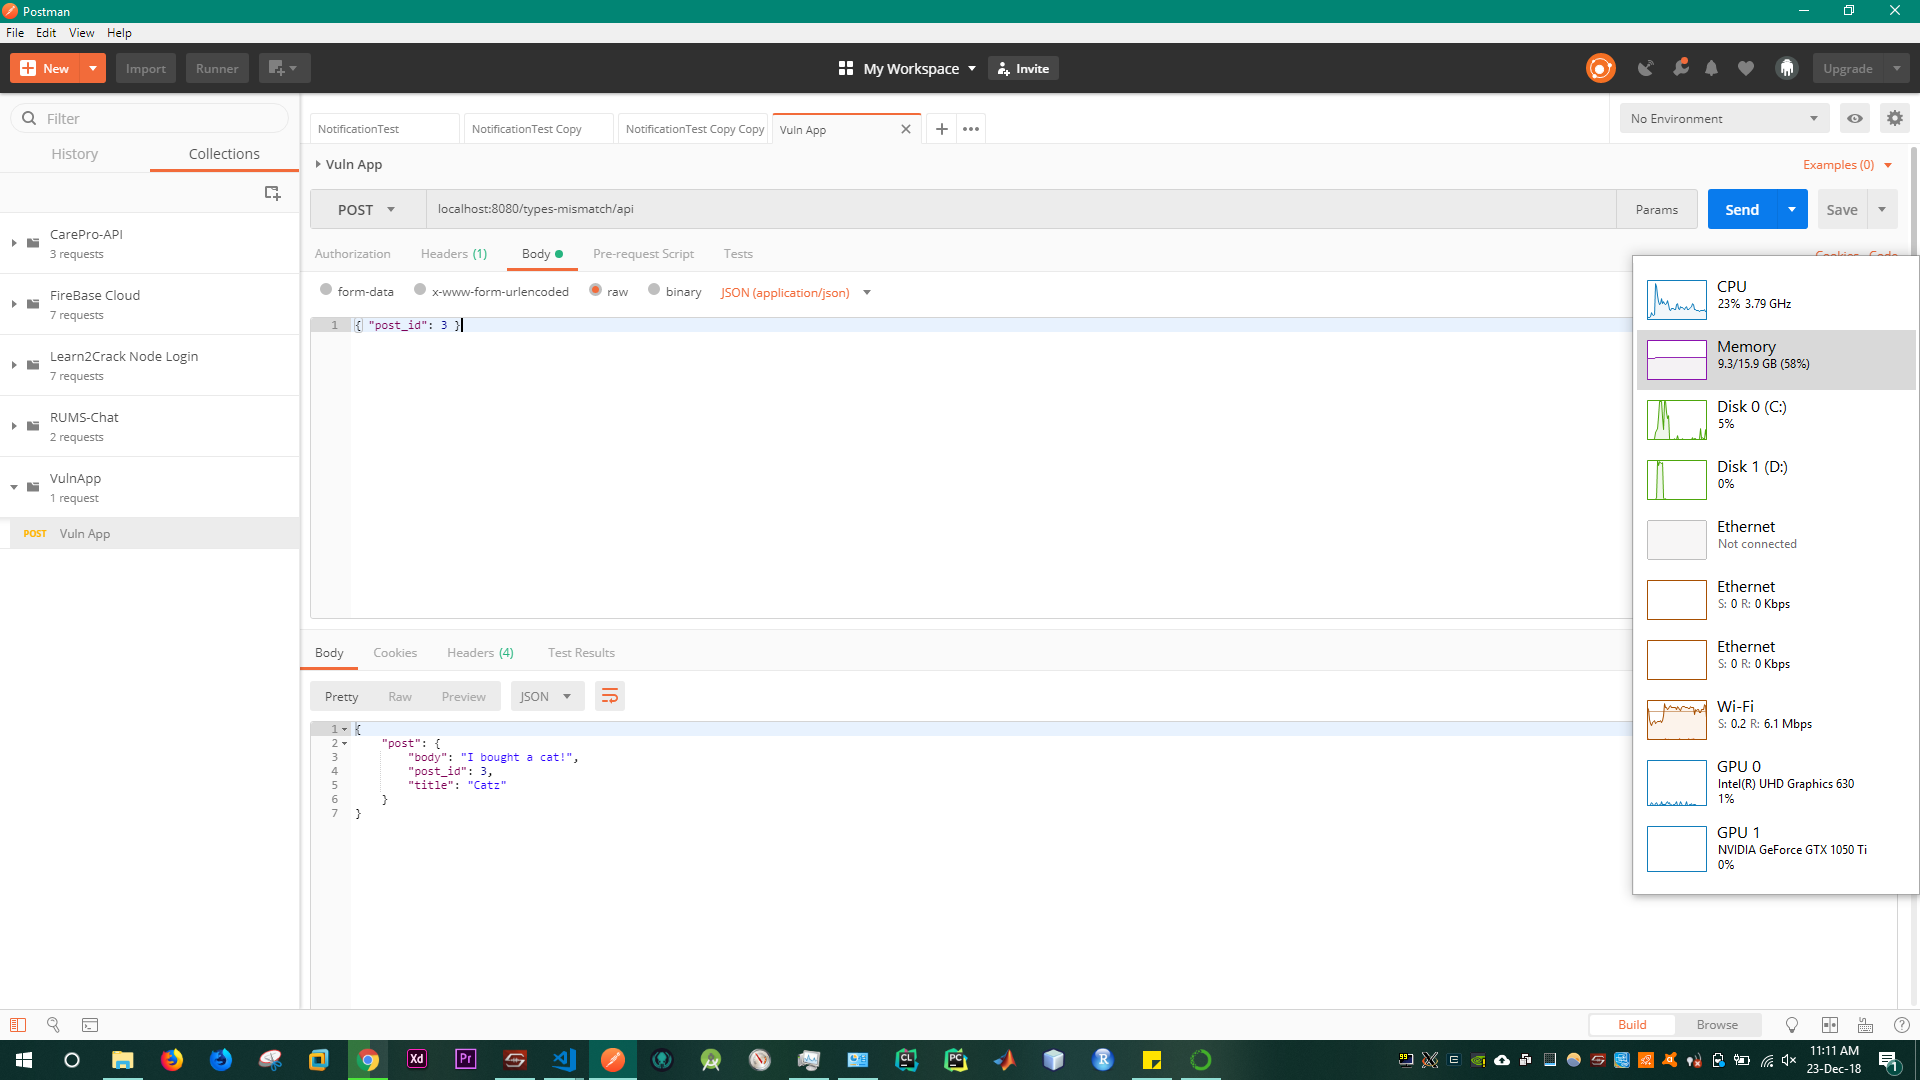 Postman
File Edit View Help
New Import Runner My Workspace Invite Upgrade
Filter
History Collections
CarePro-API
3 requests
FireBase Cloud
7 requests
Learn2Crack Node Login
7 requests
RUMS-Chat
2 requests
VulnApp
1 request
POST Vuln App
NotificationTest NotificationTest Copy NotificationTest Copy Copy Vuln App
No Environment
Vuln App
Examples (0)
POST localhost:8080/types-mismatch/api Params Send Save
Authorization Headers (1) Body Pre-request Script Tests
Cookies Code
form-data x-www-form-urlencoded raw binary JSON (application/json)
1 { "post_id": 3 }
Body Cookies Headers (4) Test Results
Pretty Raw Preview JSON
1 {
2 "post": {
3 "body": "I bought a cat!",
4 "post_id": 3,
5 "title": "Catz"
6 }
7 }
CPU
23% 3.79 GHz
Memory
9.3/15.9 GB (58%)
Disk 0 (C:)
5%
Disk 1 (D:)
0%
Ethernet
Not connected
Ethernet
S: 0 R: 0 Kbps
Ethernet
S: 0 R: 0 Kbps
Wi-Fi
S: 0.2 R: 6.1 Mbps
GPU 0
Intel(R) UHD Graphics 630
1%
GPU 1
NVIDIA GeForce GTX 1050 Ti
0%
Build Browse
Xd Pr CL PC R
11:11 AM
23-Dec-18
1